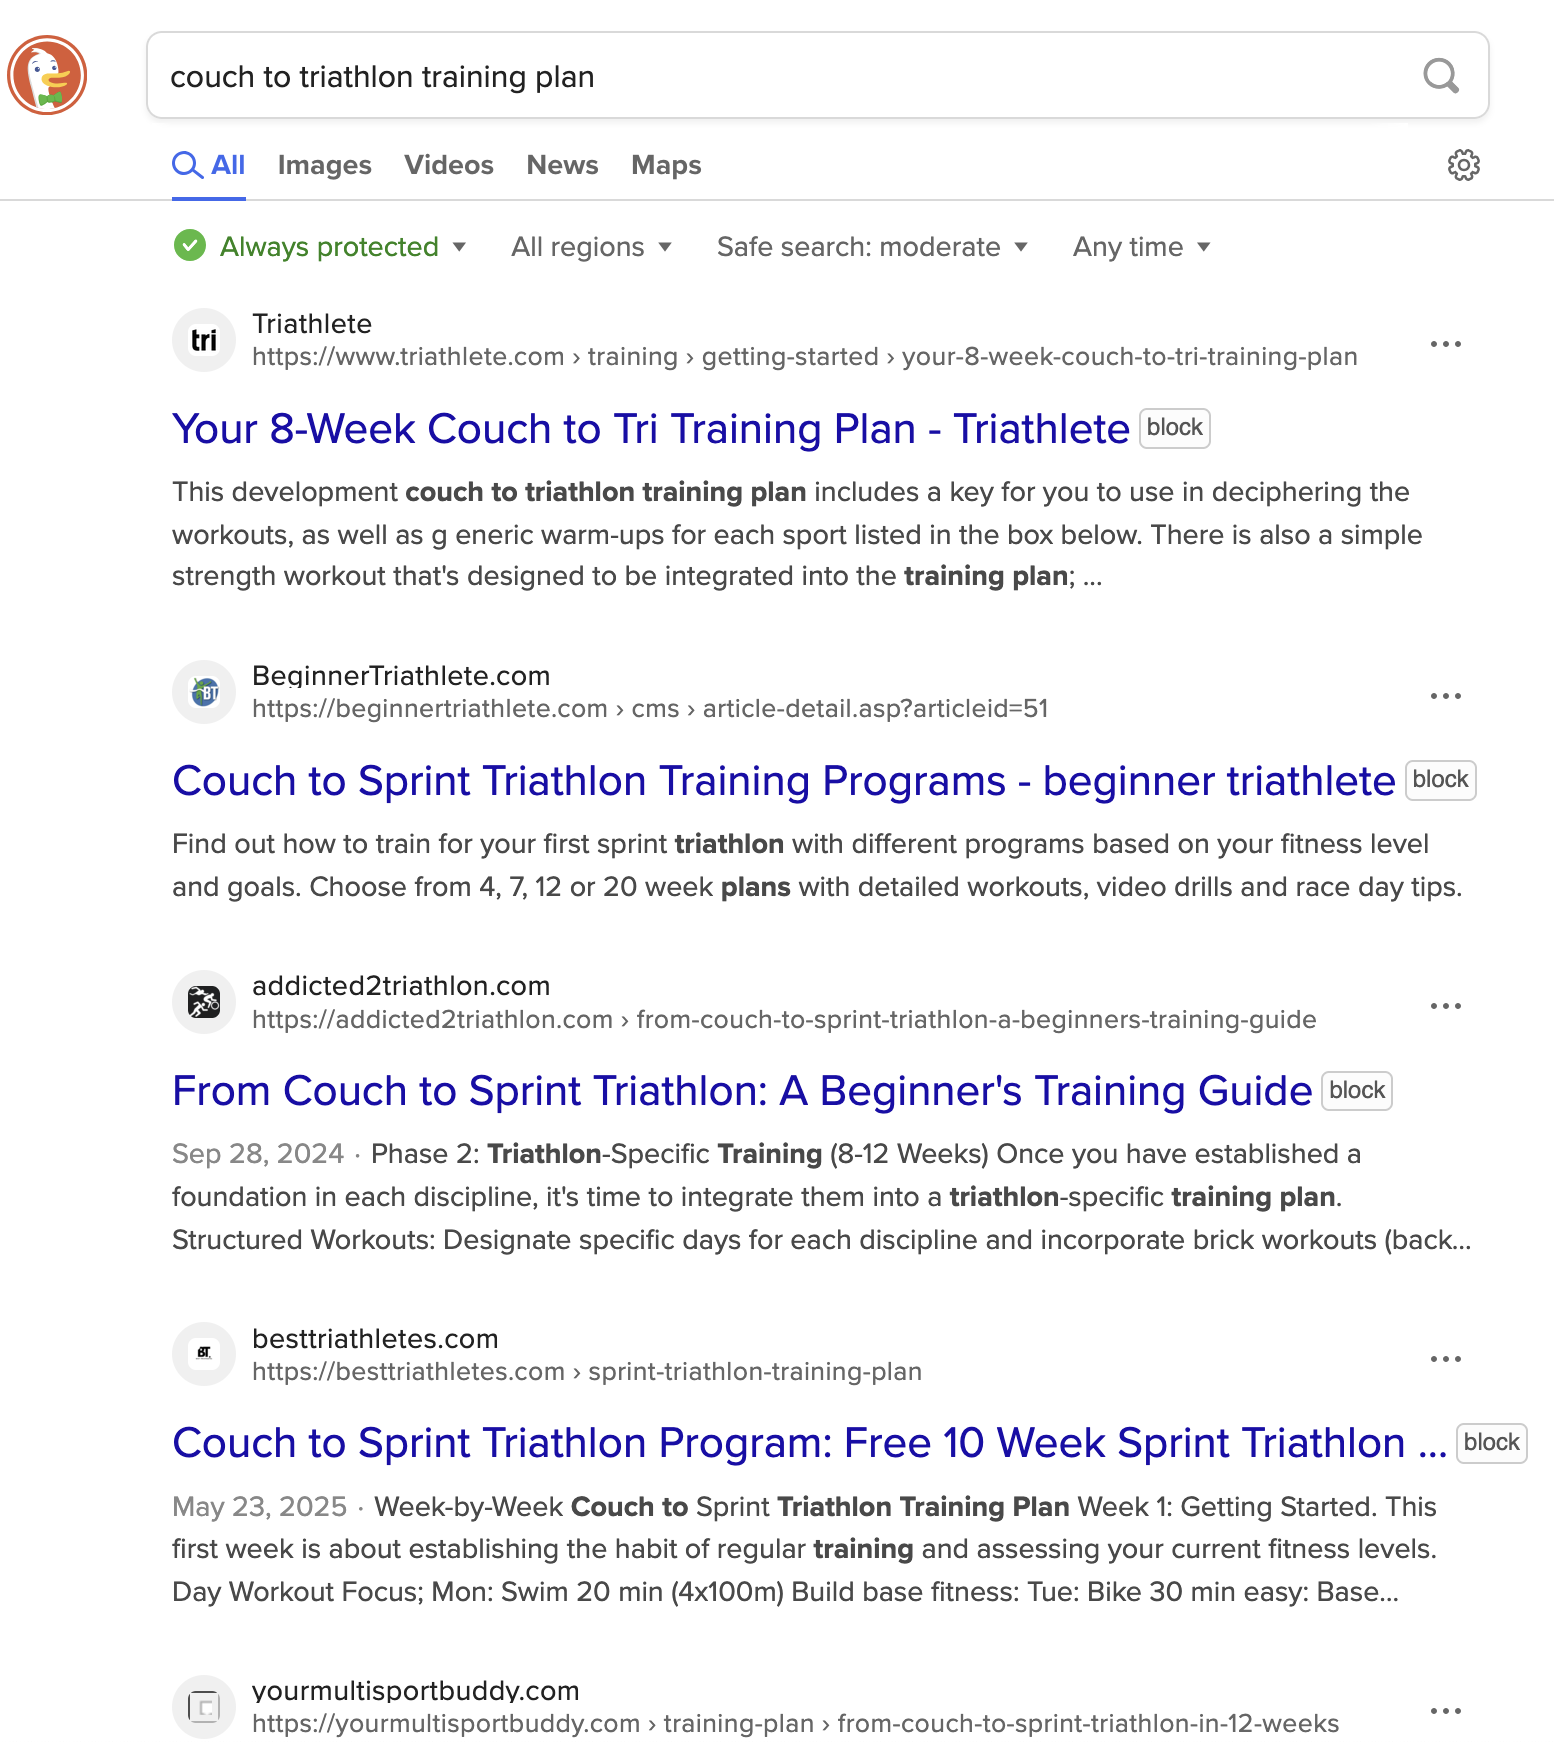 couch to triathlon training plan
All Images Videos News Maps
Always protected All regions Safe search: moderate Any time
tri
Triathlete
https://www.triathlete.com › training › getting-started › your-8-week-couch-to-tri-training-plan
Your 8-Week Couch to Tri Training Plan - Triathlete block
This development couch to triathlon training plan includes a key for you to use in deciphering the
workouts, as well as g eneric warm-ups for each sport listed in the box below. There is also a simple
strength workout that's designed to be integrated into the training plan; ...
BT
BeginnerTriathlete.com
https://beginnertriathlete.com › cms › article-detail.asp?articleid=51
Couch to Sprint Triathlon Training Programs - beginner triathlete block
Find out how to train for your first sprint triathlon with different programs based on your fitness level
and goals. Choose from 4, 7, 12 or 20 week plans with detailed workouts, video drills and race day tips.
addicted2triathlon.com
https://addicted2triathlon.com › from-couch-to-sprint-triathlon-a-beginners-training-guide
From Couch to Sprint Triathlon: A Beginner's Training Guide block
Sep 28, 2024 · Phase 2: Triathlon-Specific Training (8-12 Weeks) Once you have established a
foundation in each discipline, it's time to integrate them into a triathlon-specific training plan.
Structured Workouts: Designate specific days for each discipline and incorporate brick workouts (back...
BT
besttriathletes.com
https://besttriathletes.com › sprint-triathlon-training-plan
Couch to Sprint Triathlon Program: Free 10 Week Sprint Triathlon ... block
May 23, 2025 · Week-by-Week Couch to Sprint Triathlon Training Plan Week 1: Getting Started. This
first week is about establishing the habit of regular training and assessing your current fitness levels.
Day Workout Focus; Mon: Swim 20 min (4x100m) Build base fitness: Tue: Bike 30 min easy: Base...
yourmultisportbuddy.com
https://yourmultisportbuddy.com › training-plan › from-couch-to-sprint-triathlon-in-12-weeks